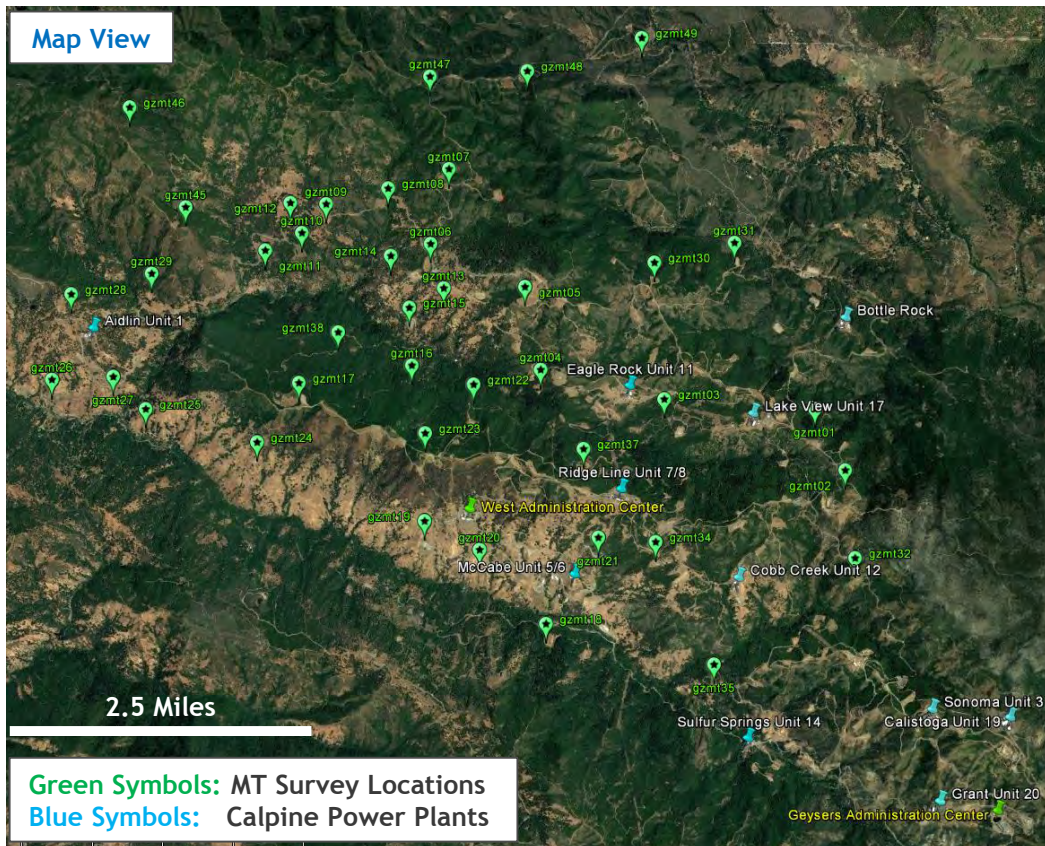 Map View
gzmt49
gzmt47
gzmt48
gzmt46
gzmt07
gzmt08
gzmt45
gzmt09
gzmt12
gzmt10
gzmt06
gzmt31
gzmt14
gzmt30
gzmt11
gzmt29
gzmt13
gzmt28
gzmt05
gzmt15
Bottle Rock
Aidlin Unit 1
gzmt38
gzmt16
gzmt04
Eagle Rock Unit 11
gzmt26
gzmt17
gzmt22
gzmt03
gzmt27
gzmt25
Lake View Unit 17
gzmt01
gzmt23
gzmt24
gzmt37
Ridge Line Unit 7/8
gzmt02
West Administration Center
gzmt19
gzmt20
gzmt34
gzmt32
McCabe Unit 5/6
gzmt21
Cobb Creek Unit 12
gzmt18
gzmt35
2.5 Miles
Sonoma Unit 3
Sulfur Springs Unit 14
Calistoga Unit 19
Green Symbols: MT Survey Locations
Blue Symbols: Calpine Power Plants
Grant Unit 20
Geysers Administration Center